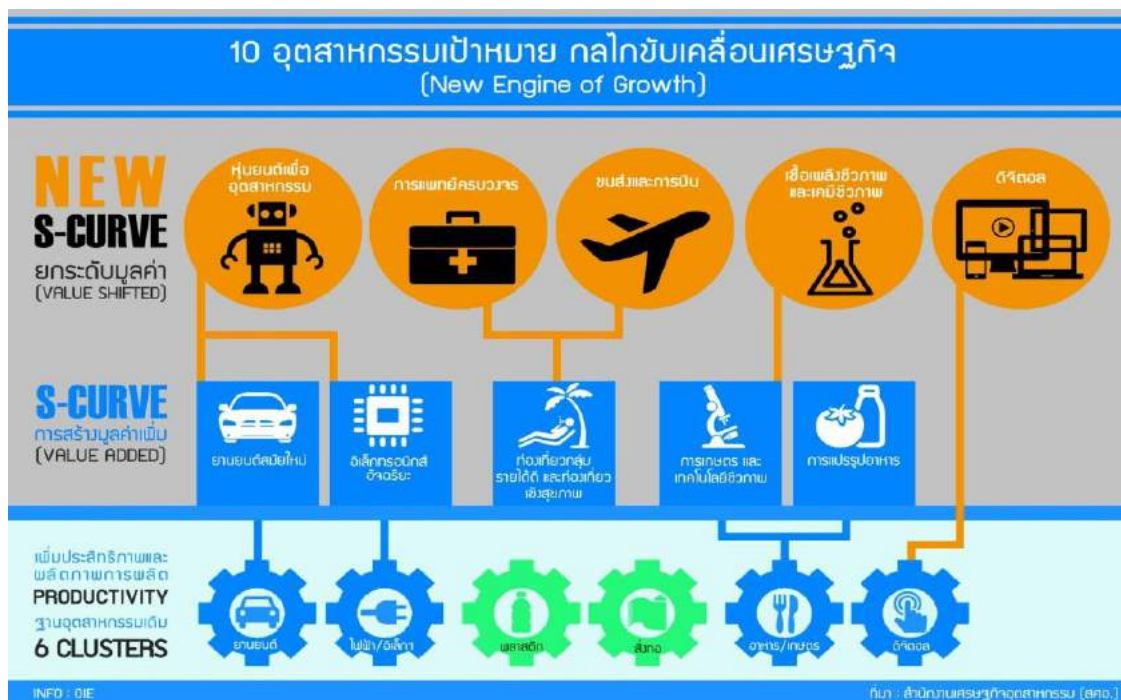 10 อุตสาหกรรมเป้าหมาย กลไกขับเคลื่อนเศรษฐกิจ
(New Engine of Growth)
NEW
S-CURVE
ยกระดับมูลค่า
(VALUE SHIFTED)
หุ่นยนต์เพื่อ
อุตสาหกรรม
การแพทย์ครบวงจร
ขนส่งและการบิน
เชื้อเพลิงชีวภาพ
และเคมีชีวภาพ
ดิจิตอล
S-CURVE
การสร้างมูลค่าเพิ่ม
(VALUE ADDED)
ยานยนต์สมัยใหม่
อิเล็กทรอนิกส์
อัจฉริยะ
ท่องเที่ยวกลุ่ม
รายได้ดี และท่องเที่ยว
เชิงสุขภาพ
การเกษตร และ
เทคโนโลยีชีวภาพ
การแปรรูปอาหาร
เพิ่มประสิทธิภาพและ
ผลิตภาพการผลิต
PRODUCTIVITY
ฐานอุตสาหกรรมเดิม
6 CLUSTERS
ยานยนต์
ไฟฟ้า/อิเล็กฯ
พลาสติก
สิ่งทอ
อาหาร/เกษตร
ดิจิตอล
INFO : OIE
ที่มา : สำนักงานเศรษฐกิจอุตสาหกรรม (สศอ.)